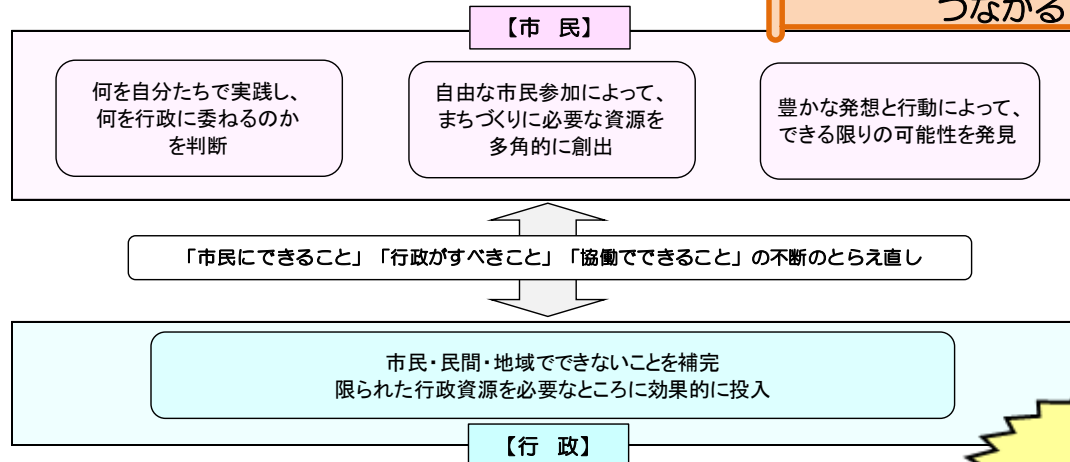 つながる
【市　民】
何を自分たちで実践し、
何を行政に委ねるのか
を判断
自由な市民参加によって、
まちづくりに必要な資源を
多角的に創出
豊かな発想と行動によって、
できる限りの可能性を発見
「市民にできること」「行政がすべきこと」「協働でできること」の不断のとらえ直し
市民・民間・地域でできないことを補完
限られた行政資源を必要なところに効果的に投入
【行　政】